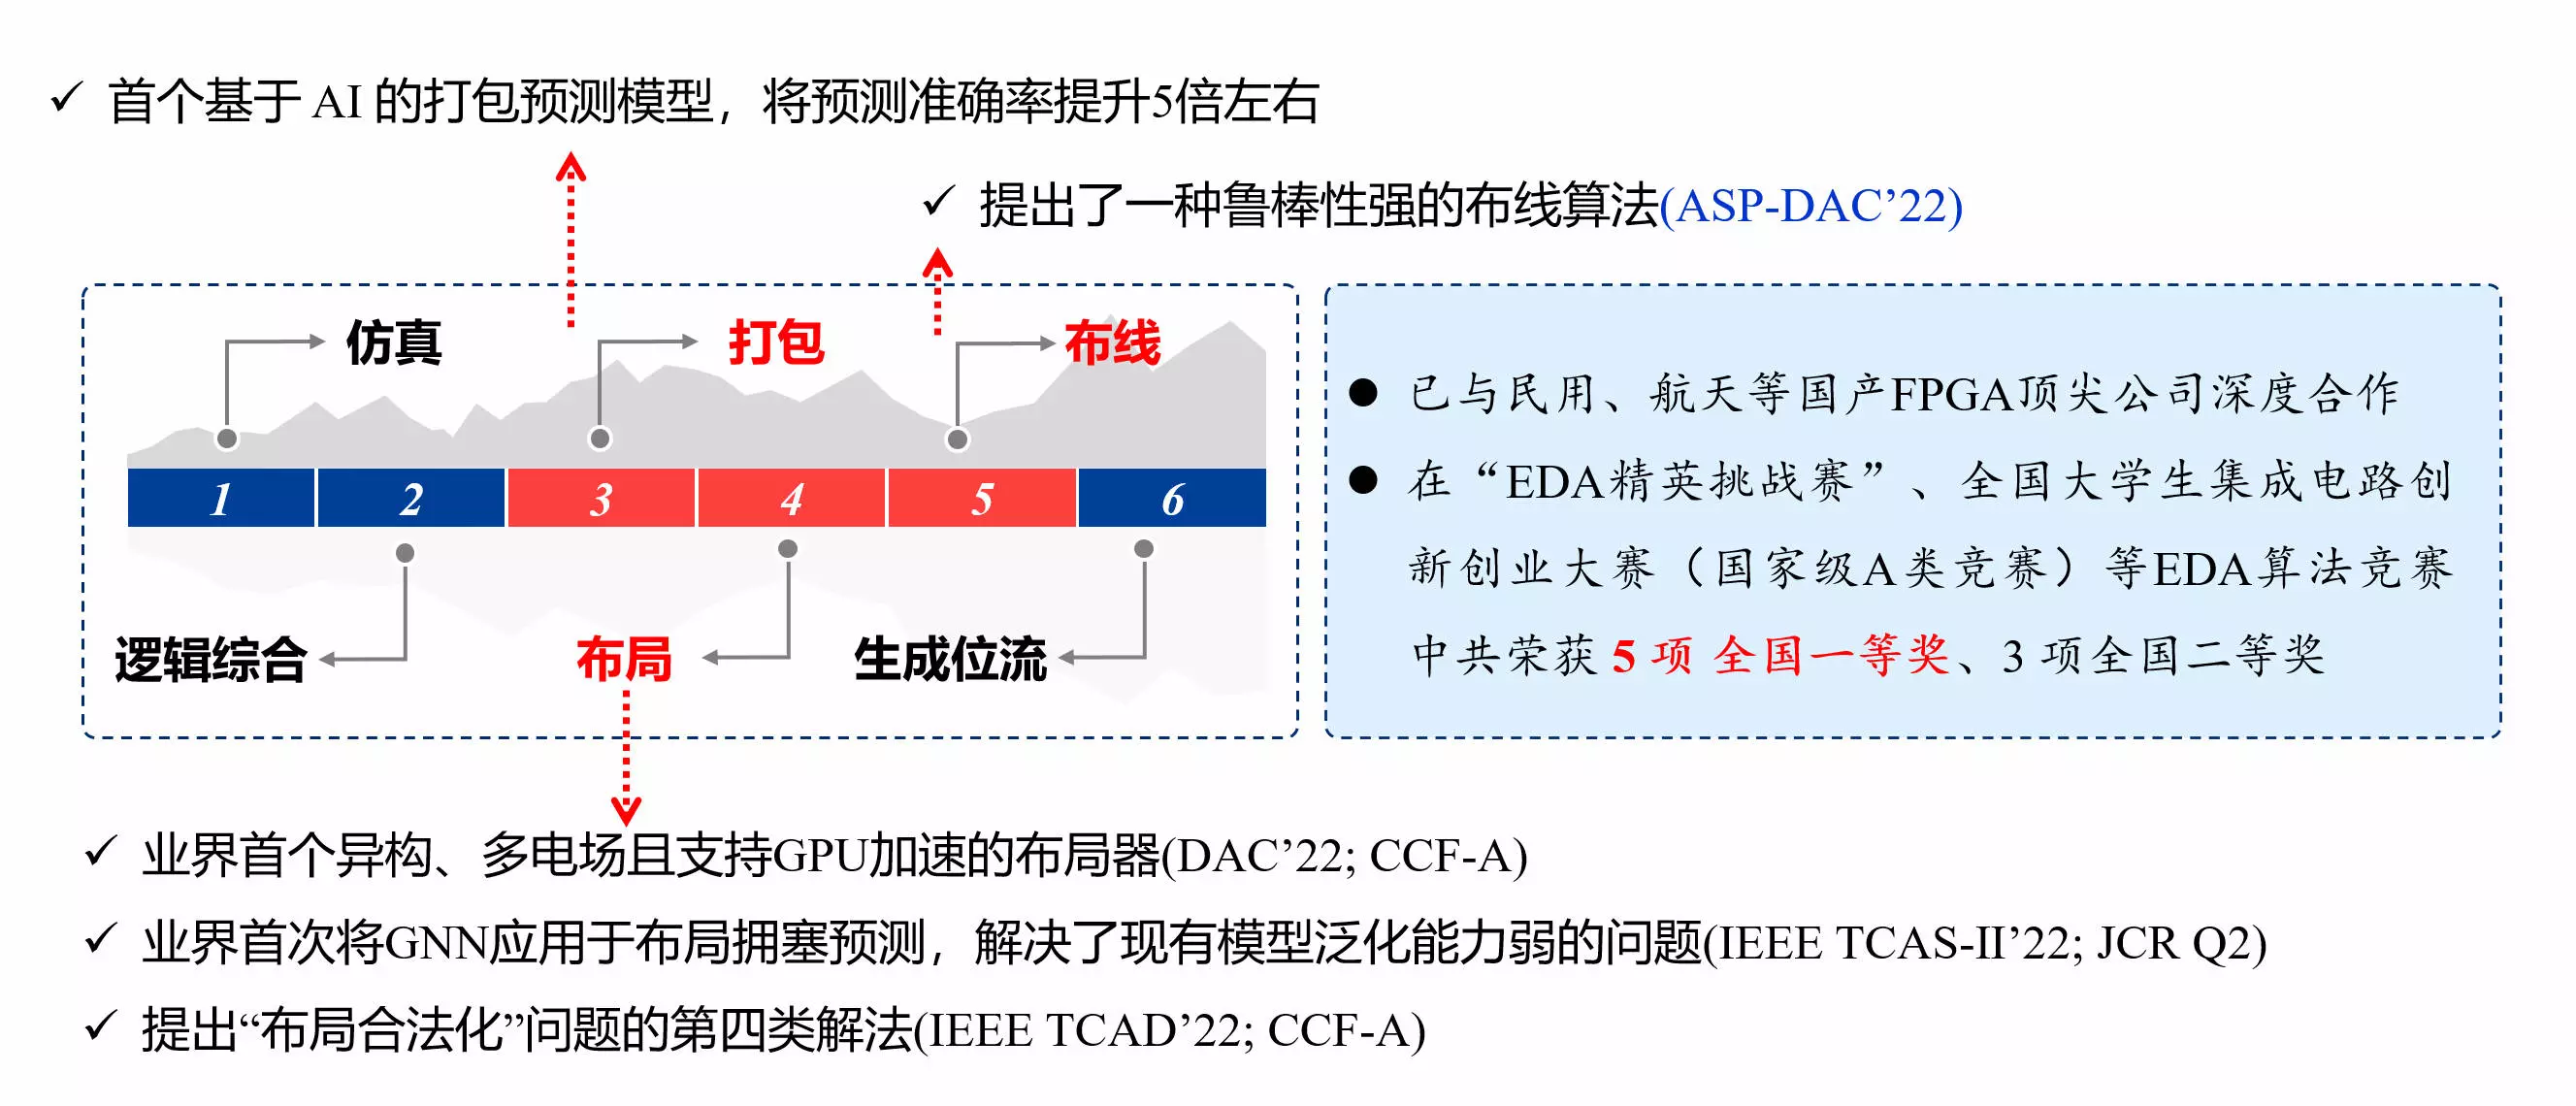 ✓ 首个基于 AI 的打包预测模型，将预测准确率提升5倍左右
✓ 提出了一种鲁棒性强的布线算法(ASP-DAC’22)
仿真
打包
布线
1 2 3 4 5 6
逻辑综合
布局
生成位流
● 已与民用、航天等国产FPGA顶尖公司深度合作
● 在“EDA精英挑战赛”、全国大学生集成电路创
新创业大赛（国家级A类竞赛）等EDA算法竞赛
中共荣获 5 项 全国一等奖、3 项全国二等奖
✓ 业界首个异构、多电场且支持GPU加速的布局器(DAC’22; CCF-A)
✓ 业界首次将GNN应用于布局拥塞预测，解决了现有模型泛化能力弱的问题(IEEE TCAS-II’22; JCR Q2)
✓ 提出“布局合法化”问题的第四类解法(IEEE TCAD’22; CCF-A)